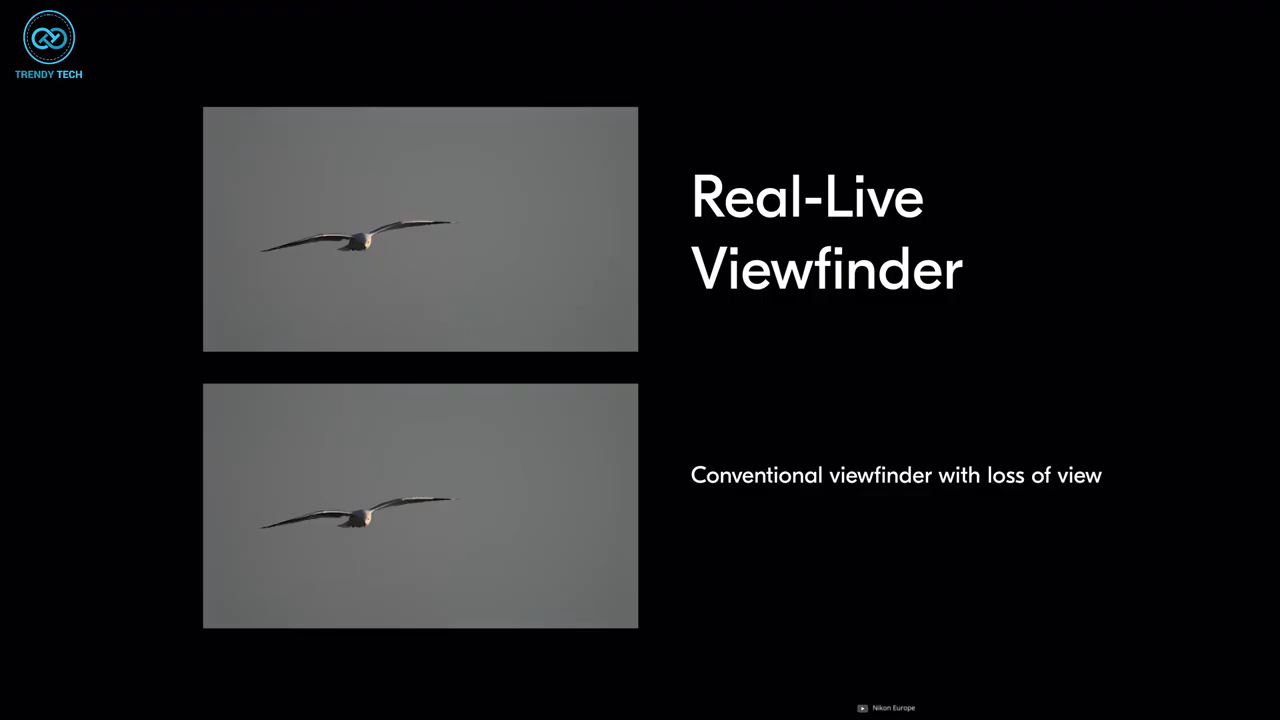 TRENDY TECH
Real-Live
Viewfinder
Conventional viewfinder with loss of view
Nikon Europe